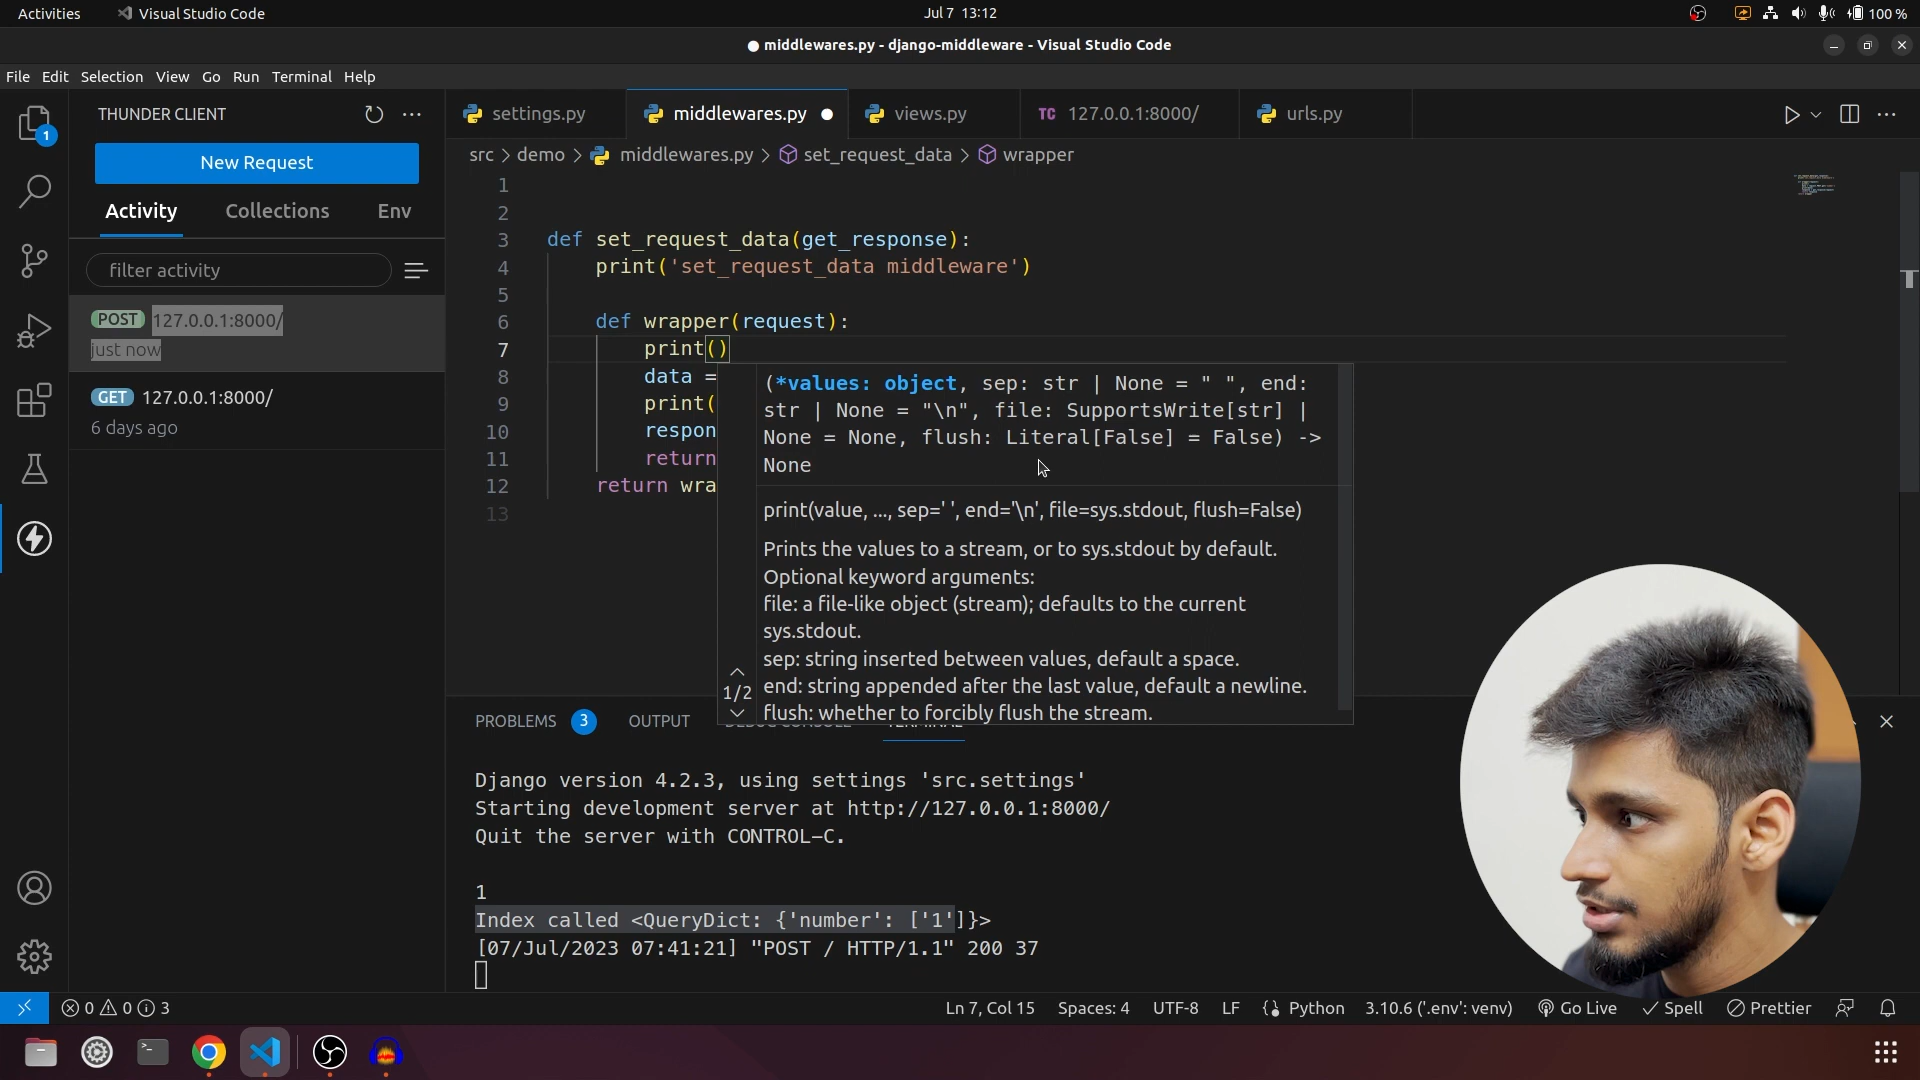 Activities
Visual Studio Code
Jul 7 13:12
100 %
● middlewares.py - django-middleware - Visual Studio Code
File Edit Selection View Go Run Terminal Help
1
THUNDER CLIENT
New Request
Activity Collections Env
filter activity
POST 127.0.0.1:8000/
just now
GET 127.0.0.1:8000/
6 days ago
settings.py
middlewares.py ●
views.py
TC 127.0.0.1:8000/
urls.py
src > demo > middlewares.py > set_request_data > wrapper
1
2
3 def set_request_data(get_response):
4 print('set_request_data middleware')
5
6 def wrapper(request):
7 print()
8 data =
9 print(
10 respon
11 return
12 return wra
13
(*values: object, sep: str | None = " ", end:
str | None = "\n", file: SupportsWrite[str] |
None = None, flush: Literal[False] = False) ->
None
print(value, ..., sep=' ', end='\n', file=sys.stdout, flush=False)
Prints the values to a stream, or to sys.stdout by default.
Optional keyword arguments:
file: a file-like object (stream); defaults to the current
sys.stdout.
sep: string inserted between values, default a space.
end: string appended after the last value, default a newline.
flush: whether to forcibly flush the stream.
1/2
PROBLEMS 3 OUTPUT
Django version 4.2.3, using settings 'src.settings'
Starting development server at http://127.0.0.1:8000/
Quit the server with CONTROL-C.
1
Index called <QueryDict: {'number': ['1']}>
[07/Jul/2023 07:41:21] "POST / HTTP/1.1" 200 37
0 0 3
Ln 7, Col 15 Spaces: 4 UTF-8 LF Python 3.10.6 ('.env': venv) Go Live Spell Prettier